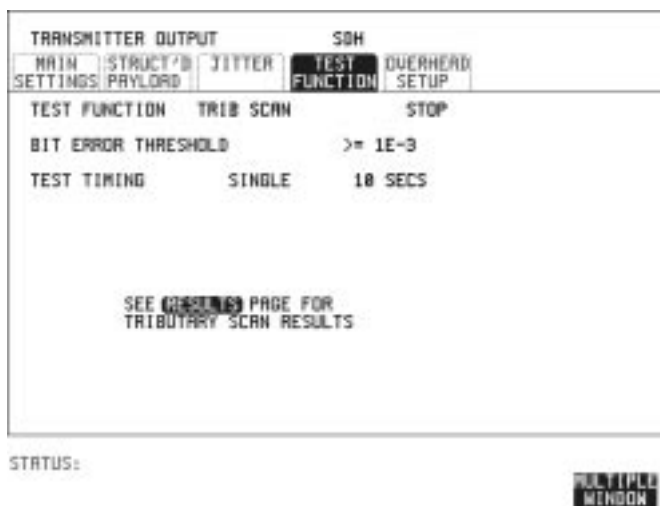 TRANSMITTER OUTPUT SDH
MAIN SETTINGS STRUCT'D PAYLOAD JITTER TEST FUNCTION OVERHEAD SETUP
TEST FUNCTION TRIB SCAN STOP
BIT ERROR THRESHOLD >= 1E-3
TEST TIMING SINGLE 10 SECS
SEE RESULTS PAGE FOR
TRIBUTARY SCAN RESULTS
STATUS:
MULTIPLE
WINDOW